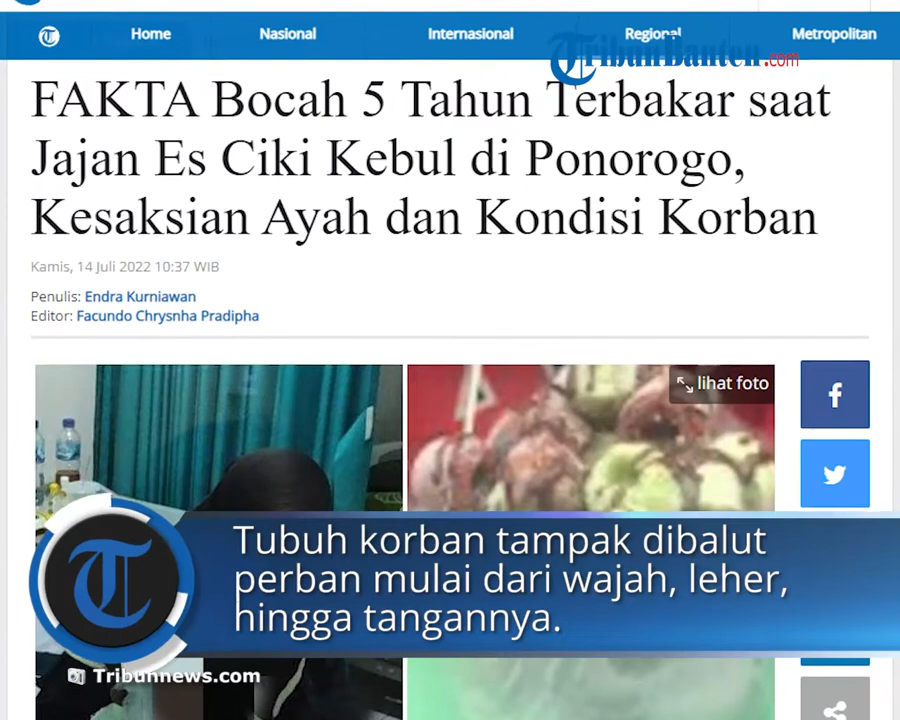 Home Nasional Internasional Regional Metropolitan
TribunBanten.com
FAKTA Bocah 5 Tahun Terbakar saat
Jajan Es Ciki Kebul di Ponorogo,
Kesaksian Ayah dan Kondisi Korban
Kamis, 14 Juli 2022 10:37 WIB
Penulis: Endra Kurniawan
Editor: Facundo Chrysnha Pradipha
lihat foto
Tubuh korban tampak dibalut
perban mulai dari wajah, leher,
hingga tangannya.
Tribunnews.com